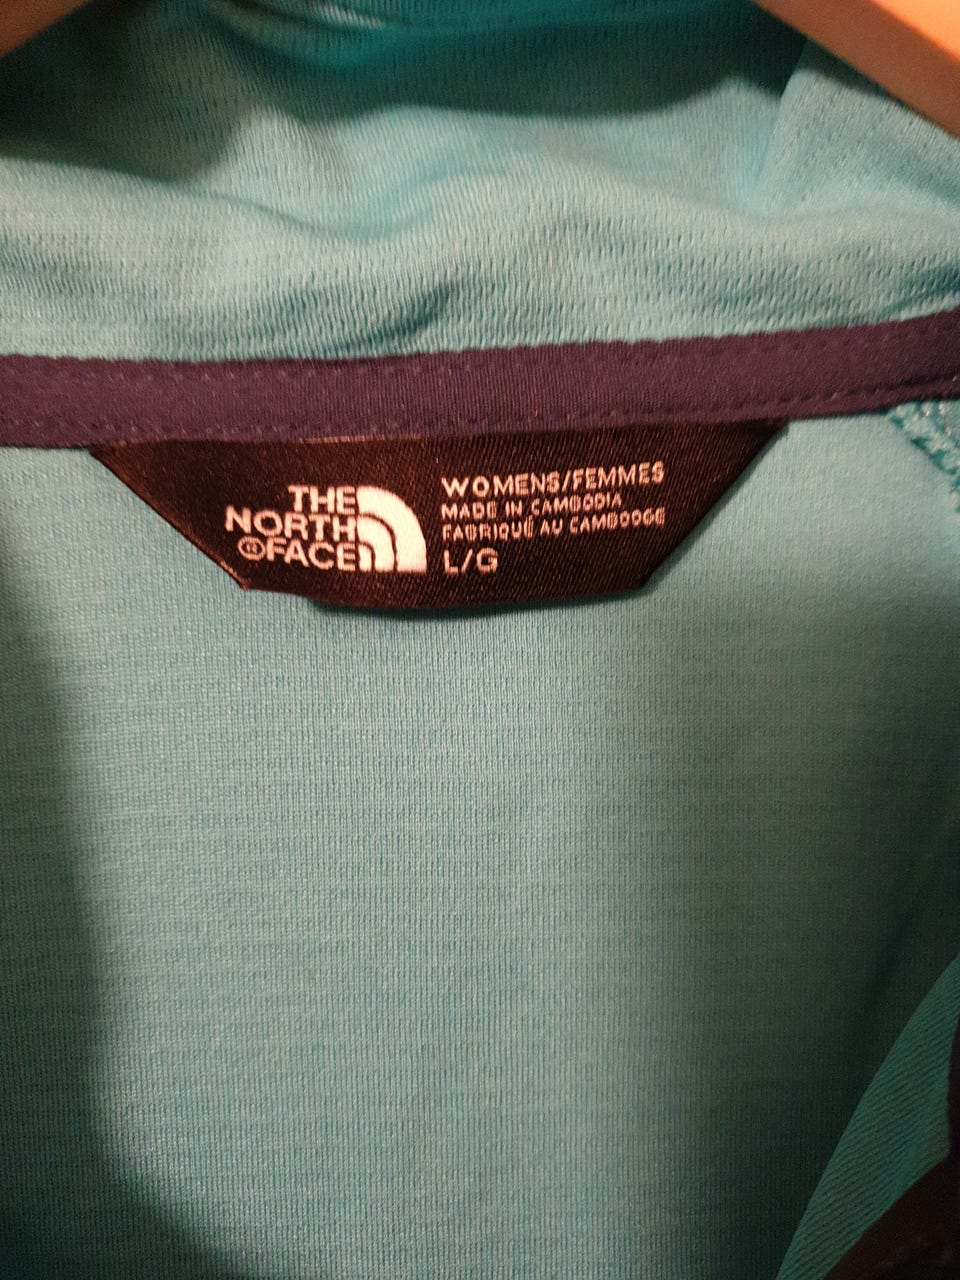 THE
NORTH
®FACE
WOMENS/FEMMES
MADE IN CAMBODIA
FABRIQUÉ AU CAMBODGE
L/G